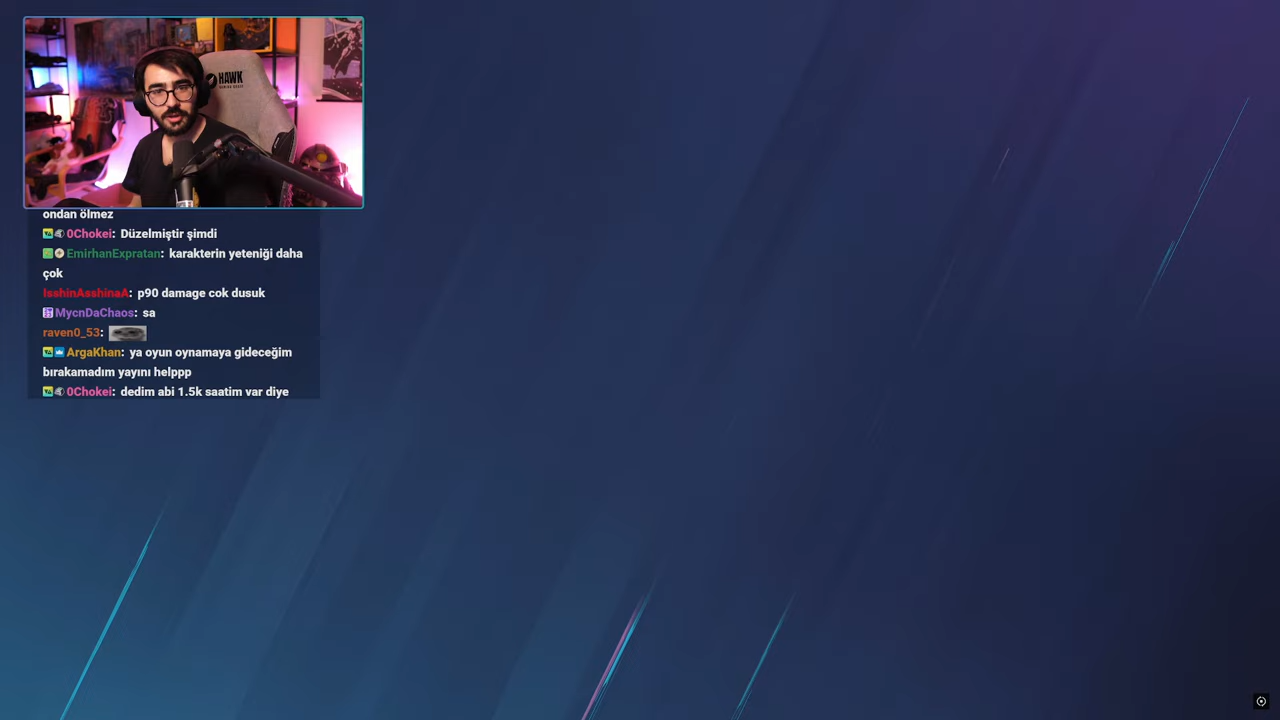 HAWK
ondan ölmez
0Chokei: Düzelmiştir şimdi
EmirhanExpratan: karakterin yeteneği daha
çok
IsshinAsshinaA: p90 damage cok dusuk
MycnDaChaos: sa
raven0_53:
ArgaKhan: ya oyun oynamaya gideceğim
bırakamadım yayını helppp
0Chokei: dedim abi 1.5k saatim var diye